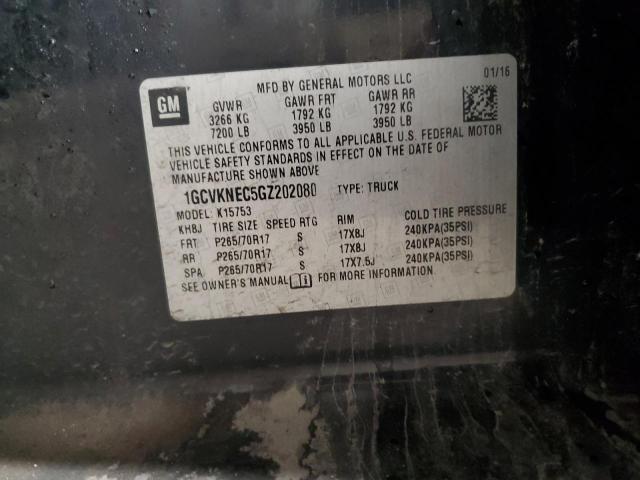 GM
MFD BY GENERAL MOTORS LLC 01/16
GVWR GAWR FRT GAWR RR
3266 KG 1792 KG 1792 KG
7200 LB 3950 LB 3950 LB
THIS VEHICLE CONFORMS TO ALL APPLICABLE U.S. FEDERAL MOTOR
VEHICLE SAFETY STANDARDS IN EFFECT ON THE DATE OF
MANUFACTURE SHOWN ABOVE
1GCVKNEC5GZ202080 TYPE: TRUCK
MODEL: K15753
KH8J TIRE SIZE SPEED RTG RIM COLD TIRE PRESSURE
FRT P265/70R17 S 17X8J 240KPA(35PSI)
RR P265/70R17 S 17X8J 240KPA(35PSI)
SPA P265/70R17 S 17X7.5J 240KPA(35PSI)
SEE OWNER'S MANUAL FOR MORE INFORMATION